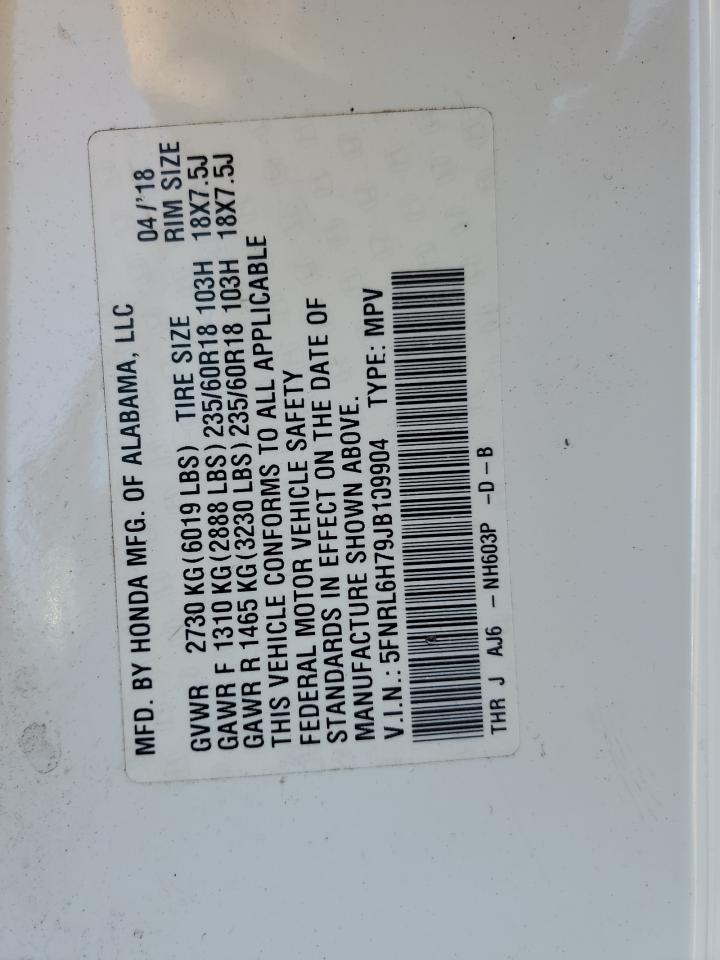 MFD. BY HONDA MFG. OF ALABAMA, LLC 04/'18
GVWR 2730 KG(6019 LBS) TIRE SIZE RIM SIZE
GAWR F 1310 KG(2888 LBS) 235/60R18 103H 18X7.5J
GAWR R 1465 KG(3230 LBS) 235/60R18 103H 18X7.5J
THIS VEHICLE CONFORMS TO ALL APPLICABLE
FEDERAL MOTOR VEHICLE SAFETY
STANDARDS IN EFFECT ON THE DATE OF
MANUFACTURE SHOWN ABOVE.
V.I.N.: 5FNRL6H79JB109904 TYPE: MPV
THR J AJ6 - NH603P -D-B